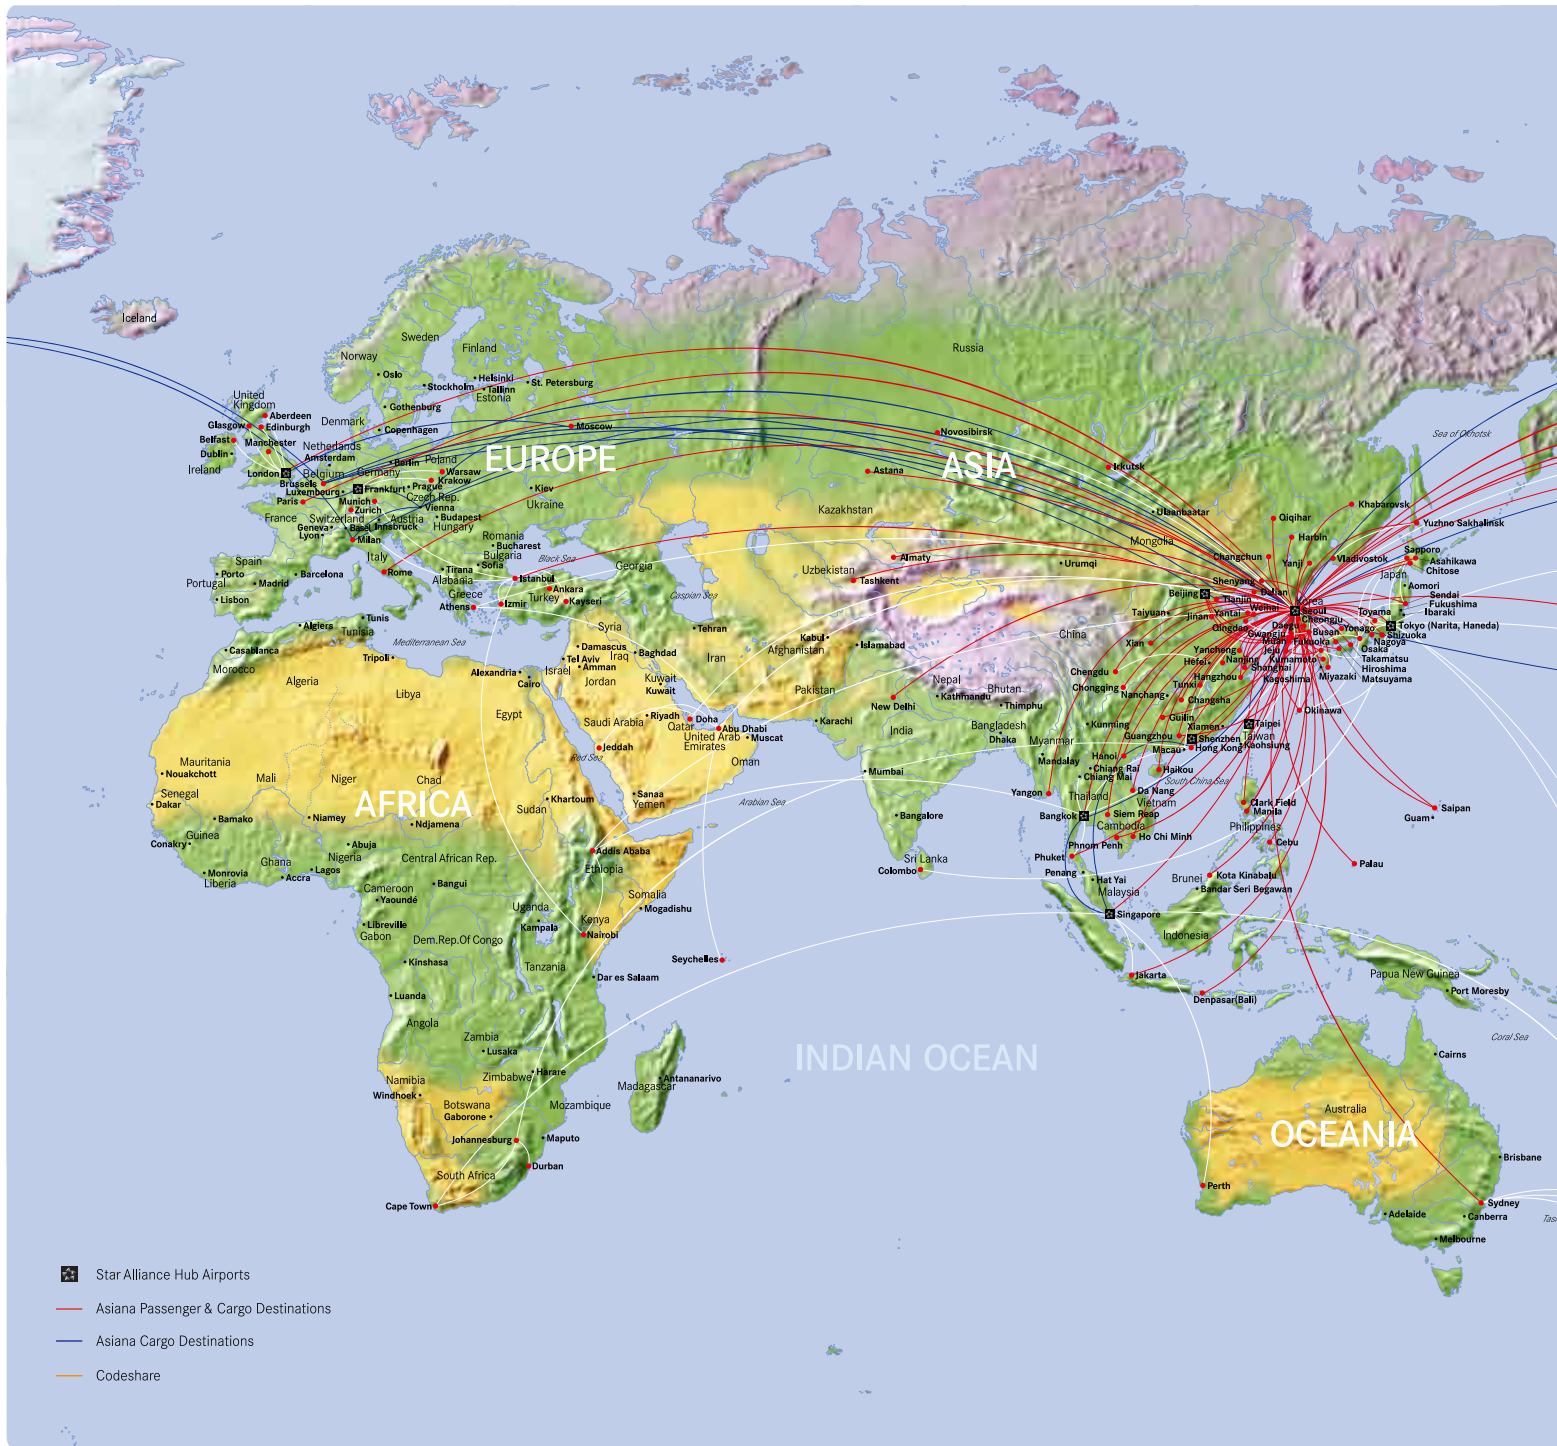 Iceland
Sweden
Finland
Norway
Oslo
Helsinki
Stockholm
Tallinn
Estonia
St. Petersburg
Gothenburg
Russia
United
Kingdom
Aberdeen
Glasgow
Edinburgh
Denmark
Copenhagen
Moscow
Novosibirsk
Sea of Okhotsk
Belfast
Manchester
Dublin
Netherlands
Amsterdam
Ireland
London
Belgium
Berlin
Poland
Germany
Warsaw
EUROPE
ASIA
Astana
Irkutsk
Brussels
Luxembourg
Frankfurt
Prague
Krakow
Czech Rep.
Kiev
Paris
Munich
Vienna
Ukraine
Zurich
France
Switzerland
Austria
Budapest
Geneva
Basel
Innsbruck
Hungary
Lyon
Milan
Kazakhstan
Ulaanbaatar
Qiqihar
Khabarovsk
Yuzhno Sakhalinsk
Harbin
Mongolia
Romania
Bucharest
Italy
Bulgaria
Sofia
Black Sea
Georgia
Spain
Porto
Portugal
Madrid
Barcelona
Rome
Tirana
Alabania
Istanbul
Greece
Ankara
Turkey
Lisbon
Athens
Izmir
Kayseri
Caspian Sea
Uzbekistan
Almaty
Tashkent
Urumqi
Changchun
Yanji
Vladivostok
Sapporo
Asahikawa
Chitose
Japan
Aomori
Shenyang
Dalian
Beijing
Tianjin
Korea
Seoul
Sendai
Fukushima
Ibaraki
Taiyuan
Jinan
Yantai
Weihai
Cheongju
Toyama
Tokyo (Narita, Haneda)
Qingdao
Daegu
Gwangju
Busan
Yonago
Shizuoka
Muan
Fukuoka
Nagoya
Osaka
China
Xian
Yancheng
Jeju
Takamatsu
Hefei
Nanjing
Kumamoto
Hiroshima
Shanghai
Miyazaki
Matsuyama
Chengdu
Hangzhou
Kagoshima
Chongqing
Tunxi
Nanchang
Changsha
Okinawa
Algiers
Tunis
Tunisia
Mediterranean Sea
Casablanca
Morocco
Tripoli
Algeria
Libya
Alexandria
Cairo
Egypt
Syria
Damascus
Tel Aviv
Iraq
Baghdad
Israel
Amman
Jordan
Kuwait
Kuwait
Tehran
Iran
Kabul
Afghanistan
Islamabad
Pakistan
Karachi
New Delhi
Nepal
Kathmandu
Bhutan
Thimphu
India
Bangladesh
Dhaka
Myanmar
Mandalay
Kunming
Guilin
Xiamen
Taipei
Taiwan
Guangzhou
Shenzhen
Macau
Hong Kong
Kaohsiung
Saudi Arabia
Riyadh
Doha
Qatar
Abu Dhabi
United Arab
Emirates
Muscat
Oman
Jeddah
Red Sea
Sanaa
Yemen
Arabian Sea
Mumbai
Bangalore
Sri Lanka
Colombo
Hanoi
Chiang Rai
Chiang Mai
Haikou
South China Sea
Yangon
Thailand
Da Nang
Vietnam
Bangkok
Siem Reap
Cambodia
Ho Chi Minh
Phnom Penh
Phuket
Penang
Hat Yai
Malaysia
Clark Field
Manila
Philippines
Cebu
Saipan
Guam
Palau
Brunei
Kota Kinabalu
Bandar Seri Begawan
Singapore
Indonesia
Jakarta
Denpasar(Bali)
Papua New Guinea
Port Moresby
Mauritania
Nouakchott
Mali
Niger
Chad
AFRICA
Sudan
Khartoum
Senegal
Dakar
Bamako
Niamey
Ndjamena
Guinea
Conakry
Ghana
Abuja
Nigeria
Lagos
Accra
Monrovia
Liberia
Central African Rep.
Addis Ababa
Ethiopia
Somalia
Mogadishu
Cameroon
Yaoundé
Bangui
Uganda
Kampala
Kenya
Nairobi
Libreville
Gabon
Dem.Rep.Of Congo
Kinshasa
Tanzania
Dar es Salaam
Seychelles
Luanda
Angola
Zambia
Lusaka
Zimbabwe
Harare
Namibia
Windhoek
Botswana
Gaborone
Mozambique
Madagascar
Antananarivo
Johannesburg
Maputo
South Africa
Durban
Cape Town
INDIAN OCEAN
Coral Sea
Cairns
Australia
OCEANIA
Brisbane
Perth
Sydney
Adelaide
Canberra
Melbourne
Star Alliance Hub Airports
Asiana Passenger & Cargo Destinations
Asiana Cargo Destinations
Codeshare